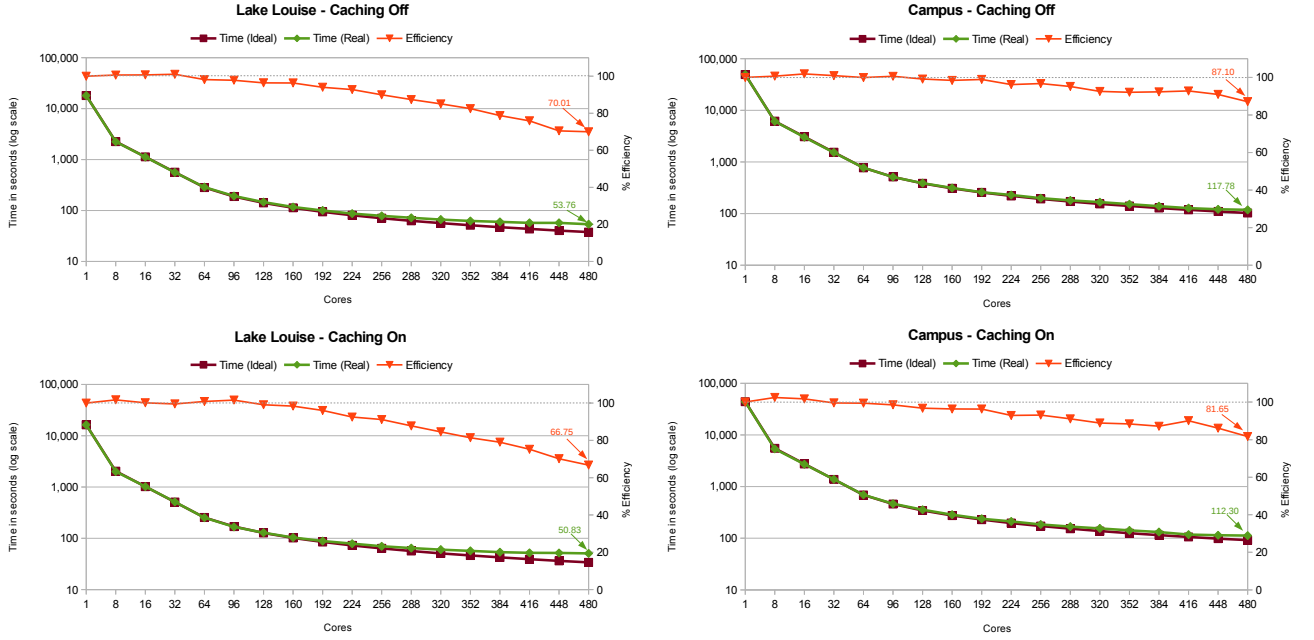 Lake Louise - Caching Off
Time (Ideal) Time (Real) Efficiency
Time in seconds (log scale)
100,000
10,000
1,000
100
10
100
80
60
40
20
0
% Efficiency
70.01
53.76
1 8 16 32 64 96 128 160 192 224 256 288 320 352 384 416 448 480
Cores
Campus - Caching Off
Time (Ideal) Time (Real) Efficiency
Time in seconds (log scale)
100,000
10,000
1,000
100
10
100
80
60
40
20
0
% Efficiency
87.10
117.78
1 8 16 32 64 96 128 160 192 224 256 288 320 352 384 416 448 480
Cores
Lake Louise - Caching On
Time (Ideal) Time (Real) Efficiency
Time in seconds (log scale)
100,000
10,000
1,000
100
10
100
80
60
40
20
0
% Efficiency
66.75
50.83
1 8 16 32 64 96 128 160 192 224 256 288 320 352 384 416 448 480
Cores
Campus - Caching On
Time (Ideal) Time (Real) Efficiency
Time in seconds (log scale)
100,000
10,000
1,000
100
10
100
80
60
40
20
0
% Efficiency
81.65
112.30
1 8 16 32 64 96 128 160 192 224 256 288 320 352 384 416 448 480
Cores